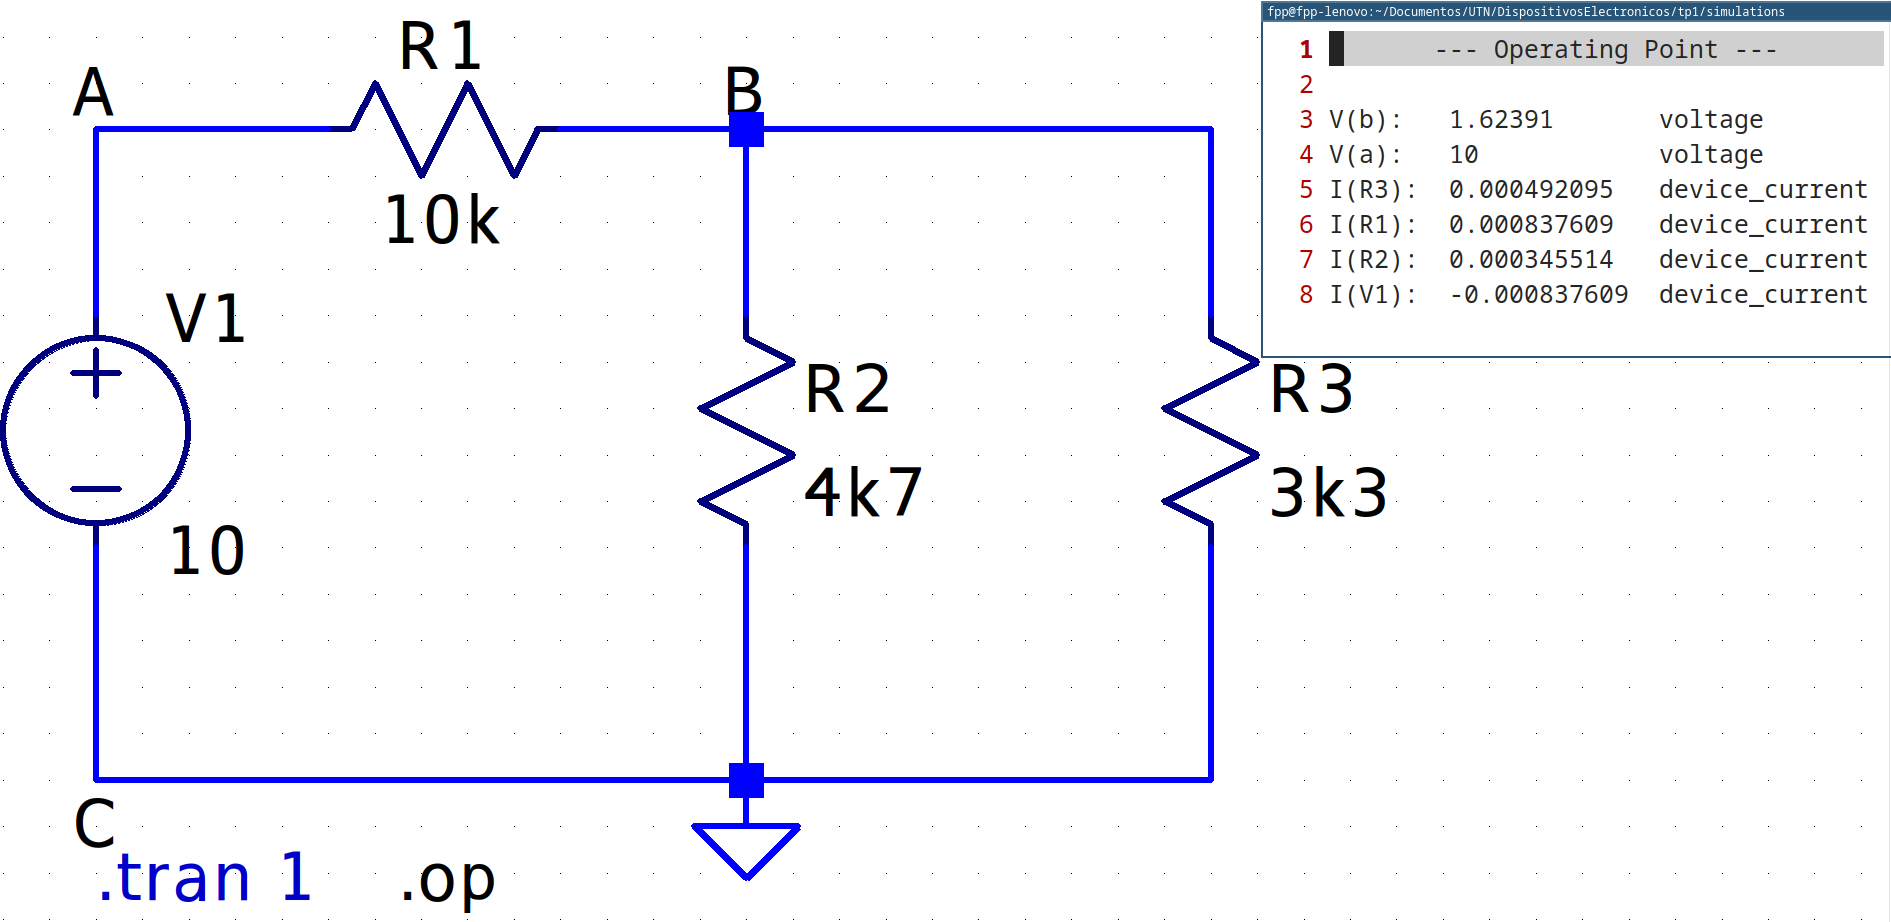 fpp@fpp-lenovo:~/Documentos/UTN/DispositivosElectronicos/tp1/simulations
1 --- Operating Point ---
2
3 V(b): 1.62391 voltage
4 V(a): 10 voltage
5 I(R3): 0.000492095 device_current
6 I(R1): 0.000837609 device_current
7 I(R2): 0.000345514 device_current
8 I(V1): -0.000837609 device_current
R1
A
B
10k
V1
R2
R3
4k7
3k3
10
C
.tran 1 .op